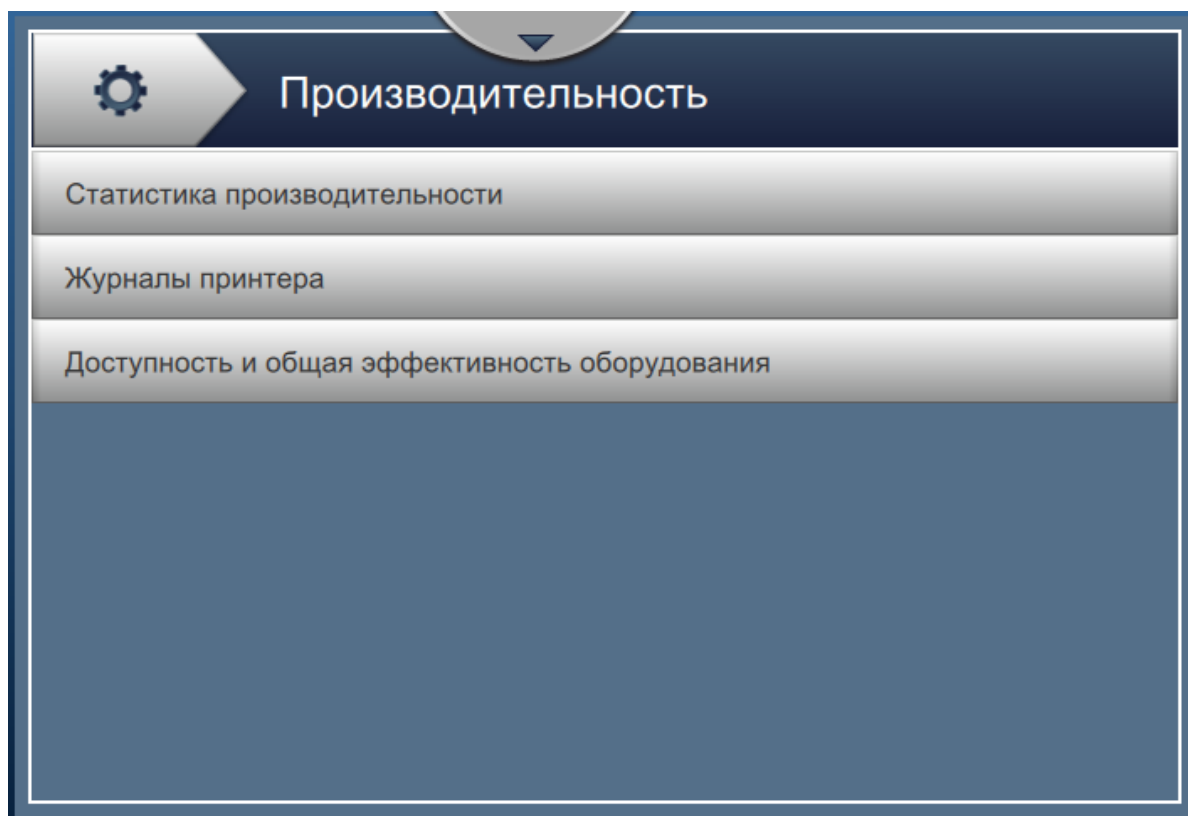 Производительность
Статистика производительности
Журналы принтера
Доступность и общая эффективность оборудования